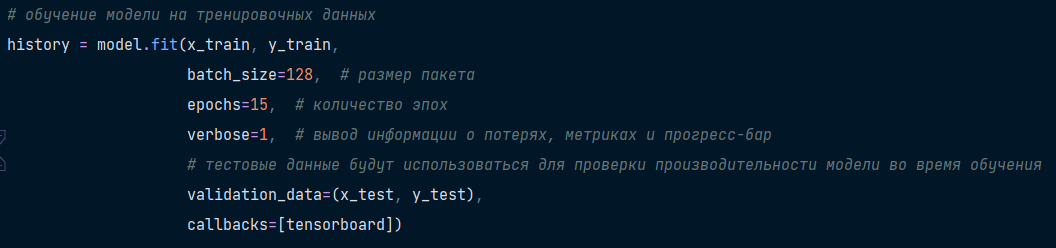 # обучение модели на тренировочных данных
history = model.fit(x_train, y_train,
                    batch_size=128,  # размер пакета
                    epochs=15,  # количество эпох
                    verbose=1,  # вывод информации о потерях, метриках и прогресс-бар
                    # тестовые данные будут использоваться для проверки производительности модели во время обучения
                    validation_data=(x_test, y_test),
                    callbacks=[tensorboard])